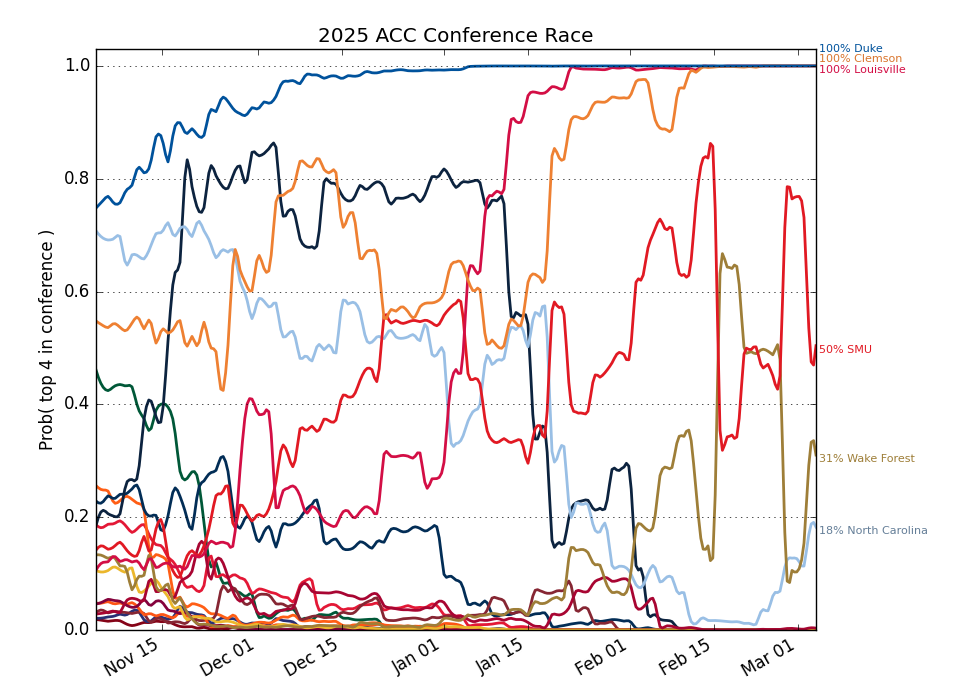 2025 ACC Conference Race
Prob( top 4 in conference )
1.0
0.8
0.6
0.4
0.2
0.0
Nov 15
Dec 01
Dec 15
Jan 01
Jan 15
Feb 01
Feb 15
Mar 01
100% Duke
100% Clemson
100% Louisville
50% SMU
31% Wake Forest
18% North Carolina